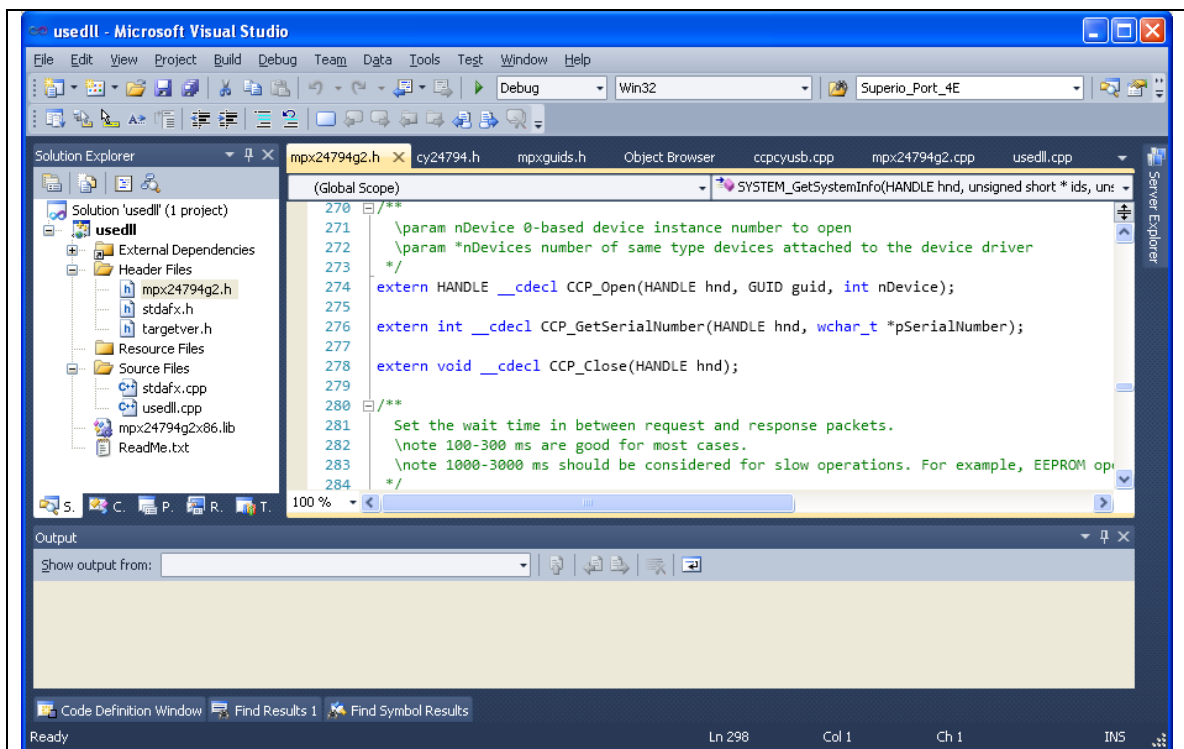 usedll - Microsoft Visual Studio
File Edit View Project Build Debug Team Data Tools Test Window Help
Debug Win32 Superio_Port_4E
Solution Explorer
mpx24794g2.h cy24794.h mpxguids.h Object Browser ccpcyusb.cpp mpx24794g2.cpp usedll.cpp
Server Explorer
(Global Scope) SYSTEM_GetSystemInfo(HANDLE hnd, unsigned short * ids, uns
Solution 'usedll' (1 project)
usedll
External Dependencies
Header Files
mpx24794g2.h
stdafx.h
targetver.h
Resource Files
Source Files
stdafx.cpp
usedll.cpp
mpx24794g2x86.lib
ReadMe.txt
S. C. P. R. T.
270 /**
271 \param nDevice 0-based device instance number to open
272 \param *nDevices number of same type devices attached to the device driver
273 */
274 extern HANDLE __cdecl CCP_Open(HANDLE hnd, GUID guid, int nDevice);
275
276 extern int __cdecl CCP_GetSerialNumber(HANDLE hnd, wchar_t *pSerialNumber);
277
278 extern void __cdecl CCP_Close(HANDLE hnd);
279
280 /**
281 Set the wait time in between request and response packets.
282 \note 100-300 ms are good for most cases.
283 \note 1000-3000 ms should be considered for slow operations. For example, EEPROM op
284 */
100 %
Output
Show output from:
Code Definition Window Find Results 1 Find Symbol Results
Ready Ln 298 Col 1 Ch 1 INS